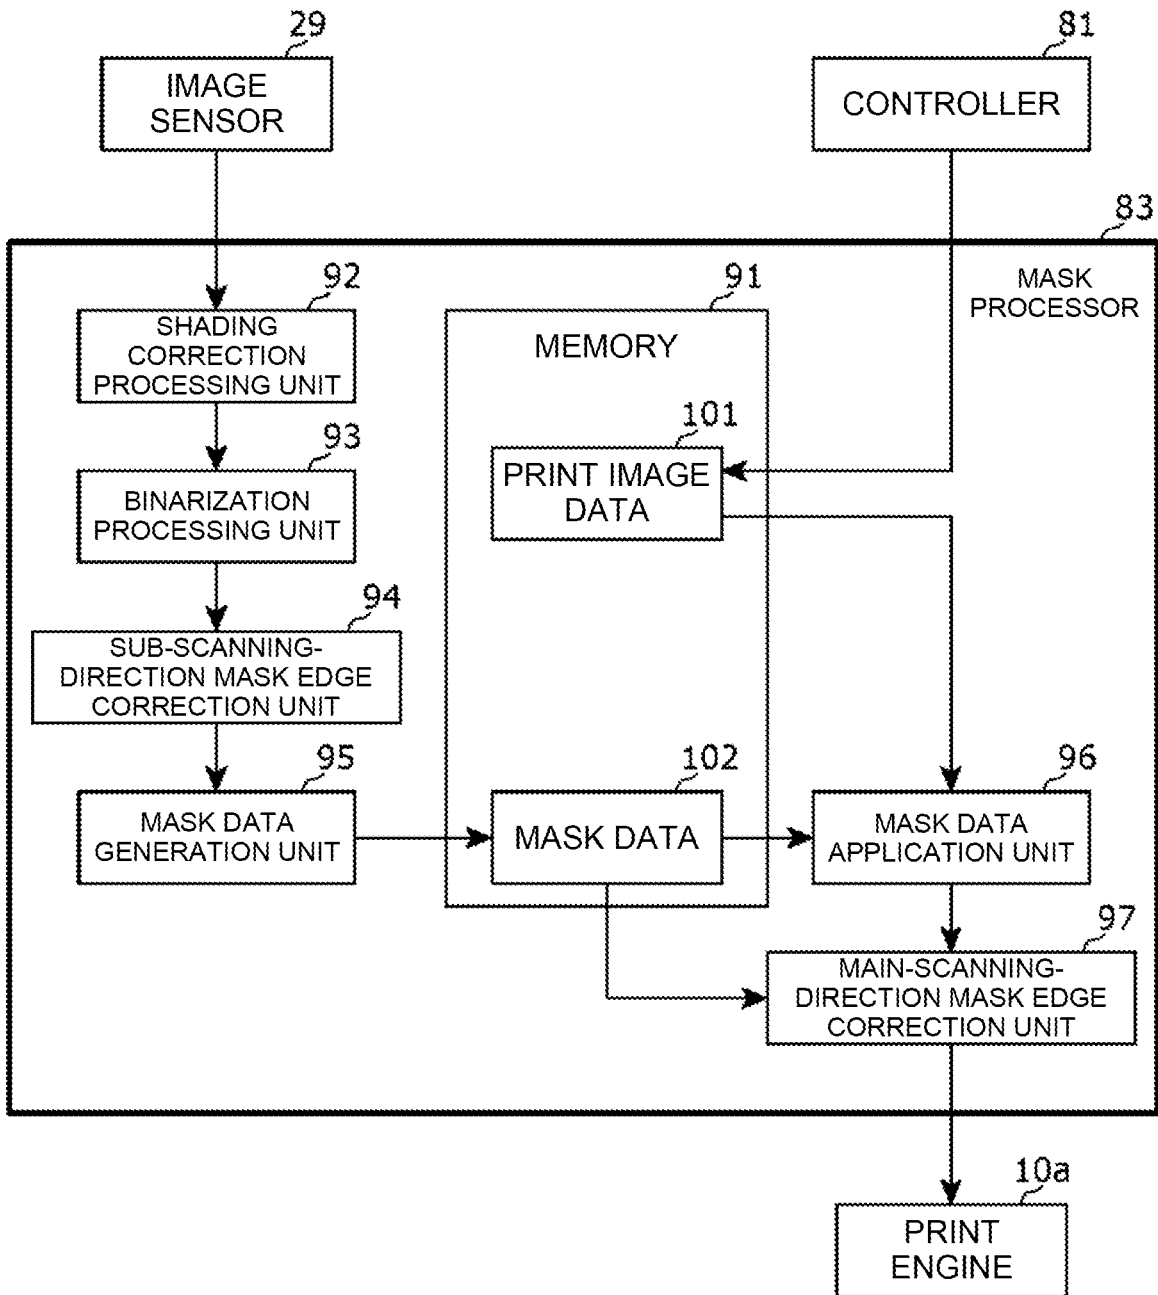 29
IMAGE
SENSOR
81
CONTROLLER
83
MASK
PROCESSOR
92
SHADING
CORRECTION
PROCESSING UNIT
91
MEMORY
101
PRINT IMAGE
DATA
93
BINARIZATION
PROCESSING UNIT
94
SUB-SCANNING-
DIRECTION MASK EDGE
CORRECTION UNIT
95
MASK DATA
GENERATION UNIT
102
MASK DATA
96
MASK DATA
APPLICATION UNIT
97
MAIN-SCANNING-
DIRECTION MASK EDGE
CORRECTION UNIT
10a
PRINT
ENGINE